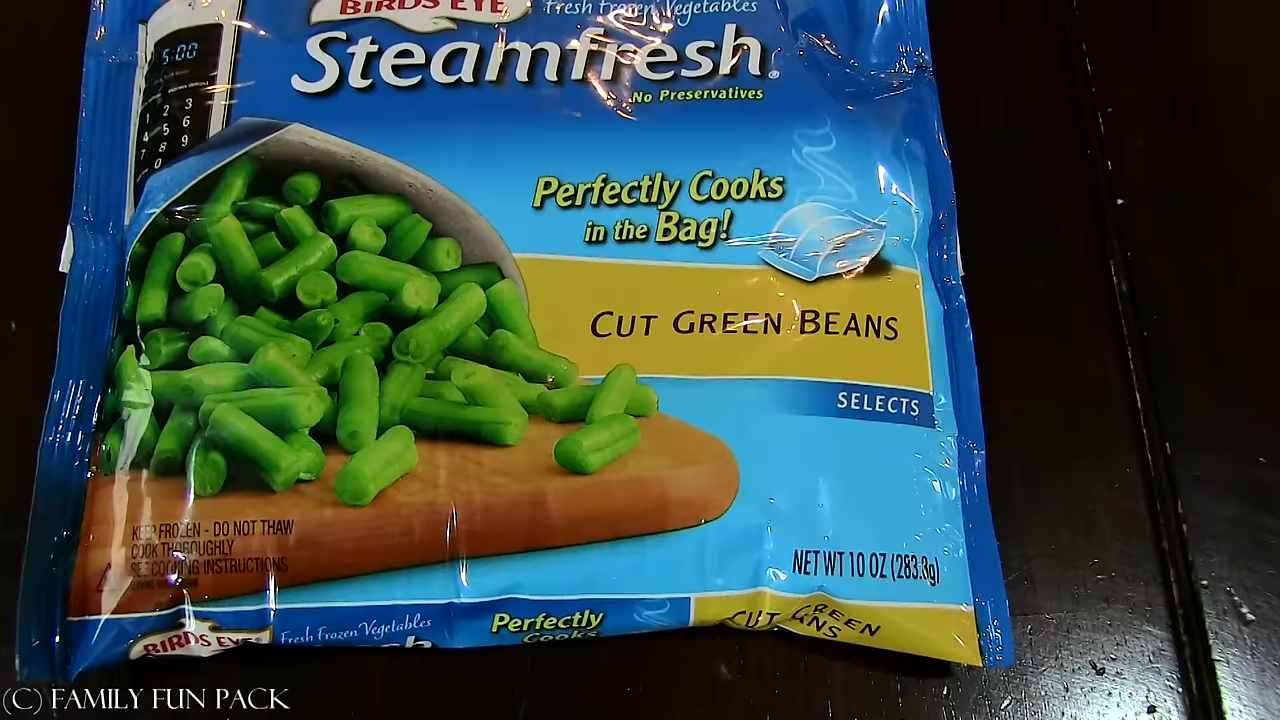 BIRDS EYE
Fresh Frozen Vegetables
Steamfresh®
No Preservatives
5:00
1 2 3
4 5 6
7 8 9
0
Perfectly Cooks
in the Bag!
CUT GREEN BEANS
SELECTS
KEEP FROZEN - DO NOT THAW
COOK THOROUGHLY
SEE COOKING INSTRUCTIONS
NET WT 10 OZ (283.3g)
BIRDS EYE
Fresh Frozen Vegetables
Perfectly
Cooks
CUT GREEN
(C) FAMILY FUN PACK